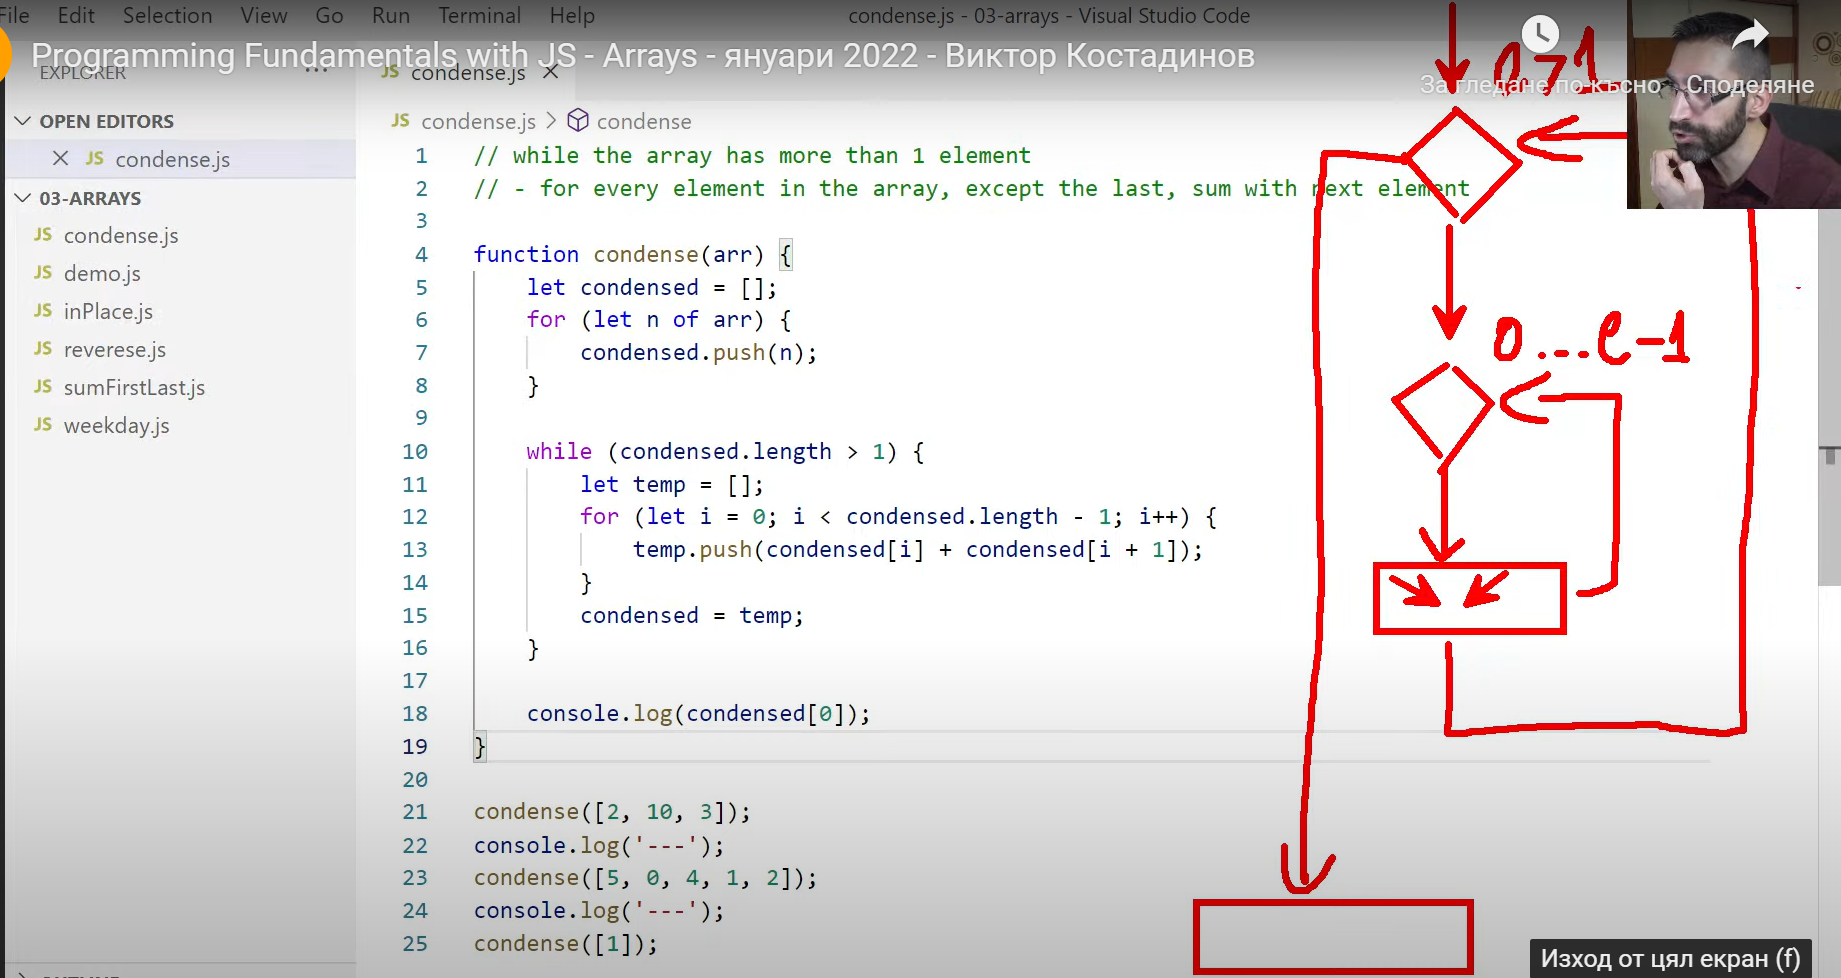 File Edit Selection View Go Run Terminal Help condense.js - 03-arrays - Visual Studio Code
Programming Fundamentals with JS - Arrays - януари 2022 - Виктор Костадинов
За гледане по-късно Споделяне
EXPLORER ...
JS condense.js ×
OPEN EDITORS
× JS condense.js
03-ARRAYS
JS condense.js
JS demo.js
JS inPlace.js
JS reverese.js
JS sumFirstLast.js
JS weekday.js
JS condense.js > condense
1 // while the array has more than 1 element
2 // - for every element in the array, except the last, sum with next element
3
4 function condense(arr) {
5 let condensed = [];
6 for (let n of arr) {
7 condensed.push(n);
8 }
9
10 while (condensed.length > 1) {
11 let temp = [];
12 for (let i = 0; i < condensed.length - 1; i++) {
13 temp.push(condensed[i] + condensed[i + 1]);
14 }
15 condensed = temp;
16 }
17
18 console.log(condensed[0]);
19 }
20
21 condense([2, 10, 3]);
22 console.log('---');
23 condense([5, 0, 4, 1, 2]);
24 console.log('---');
25 condense([1]);
0...e-1
Изход от цял екран (f)